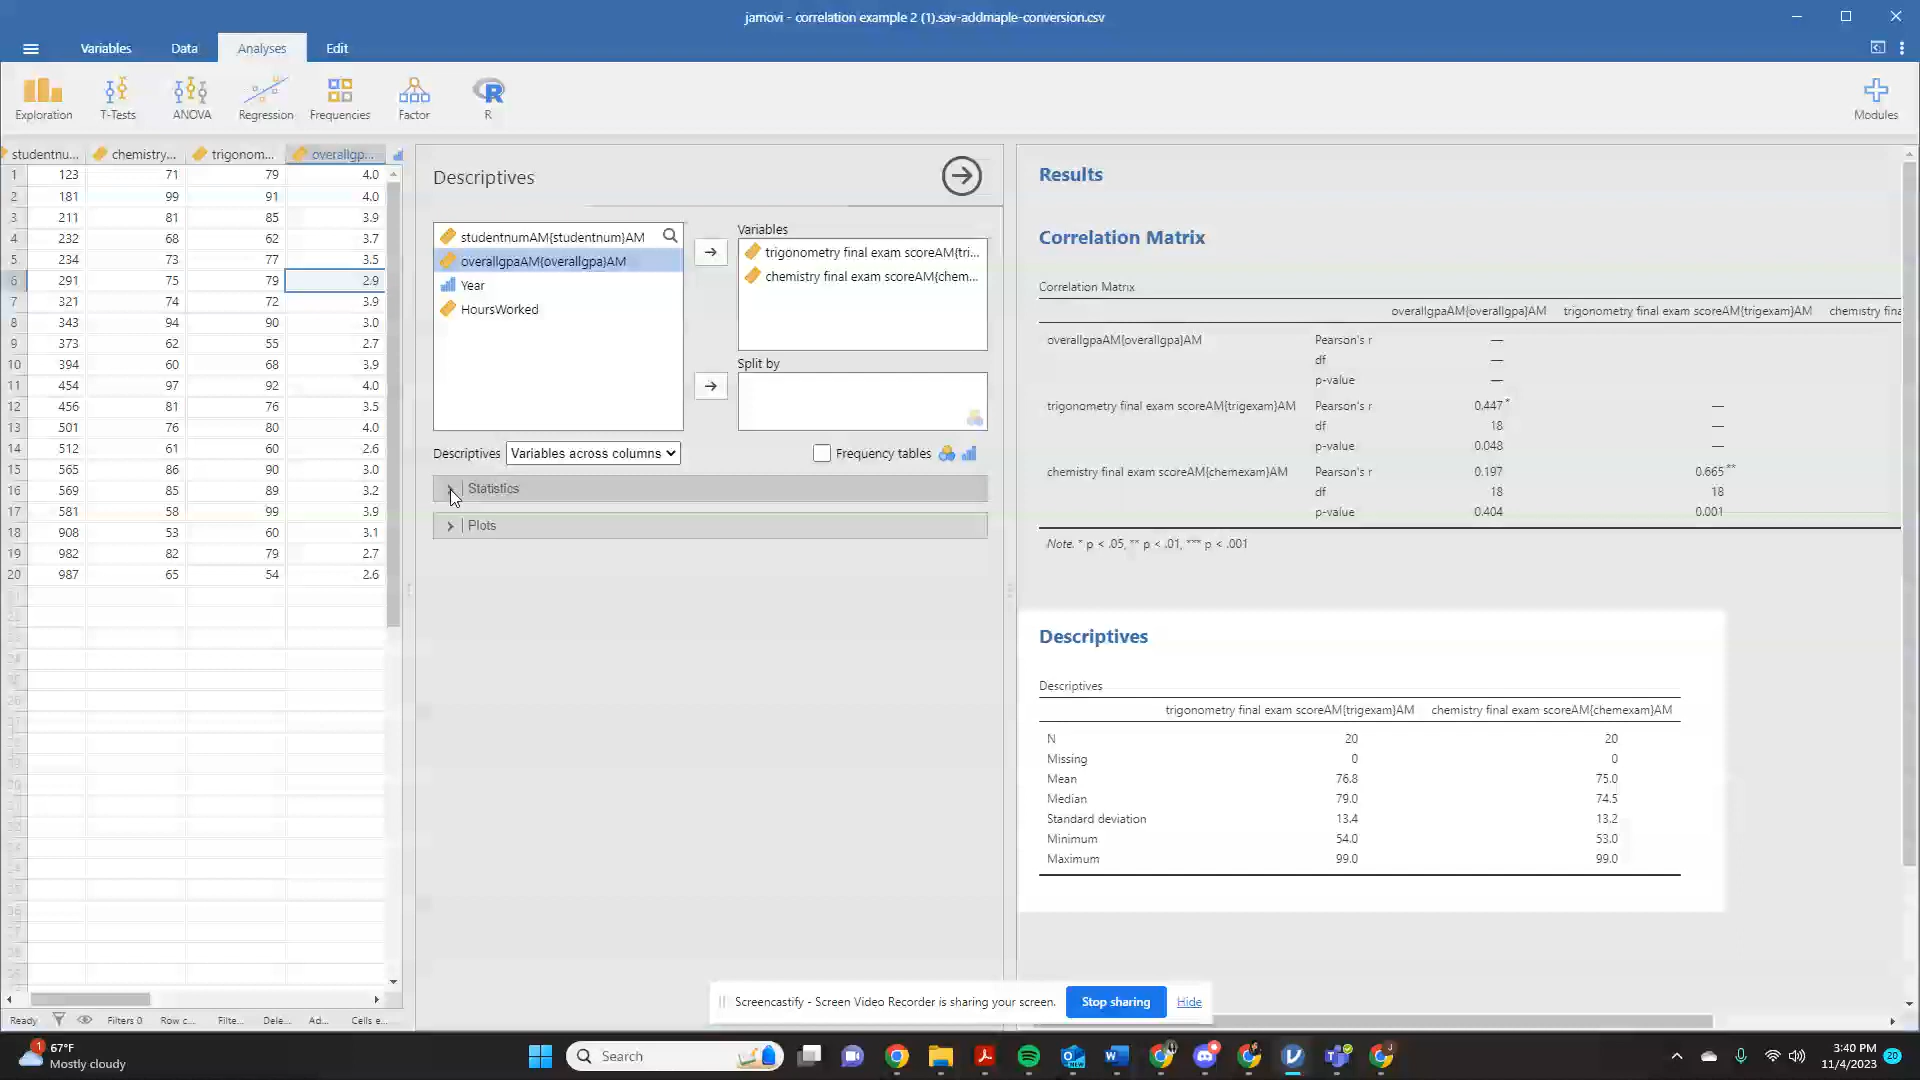 jamovi - correlation example 2 (1).sav-addmaple-conversion.csv
Variables Data Analyses Edit
Exploration T-Tests ANOVA Regression Frequencies Factor R Modules
studentnu... chemistry... trigonom... overallgp...
1 123 71 79 4.0
2 181 99 91 4.0
3 211 81 85 3.9
4 232 68 62 3.7
5 234 73 77 3.5
6 291 75 79 2.9
7 321 74 72 3.9
8 343 94 90 3.0
9 373 62 55 2.7
10 394 60 68 3.9
11 454 97 92 4.0
12 456 81 76 3.5
13 501 76 80 4.0
14 512 61 60 2.6
15 565 86 90 3.0
16 569 85 89 3.2
17 581 58 99 3.9
18 908 53 60 3.1
19 982 82 79 2.7
20 987 65 54 2.6
Ready Filters 0 Row c... Filte... Dele... Ad... Cells e...
Descriptives
studentnumAM{studentnum}AM
overallgpaAM{overallgpa}AM
Year
HoursWorked
Variables
trigonometry final exam scoreAM{tri...
chemistry final exam scoreAM{chem...
Split by
Descriptives Variables across columns Frequency tables
Statistics
Plots
Results
Correlation Matrix
Correlation Matrix
overallgpaAM{overallgpa}AM trigonometry final exam scoreAM{trigexam}AM chemistry fina
overallgpaAM{overallgpa}AM Pearson's r —
df —
p-value —
trigonometry final exam scoreAM{trigexam}AM Pearson's r 0.447 * —
df 18 —
p-value 0.048 —
chemistry final exam scoreAM{chemexam}AM Pearson's r 0.197 0.665 **
df 18 18
p-value 0.404 0.001
Note. * p < .05, ** p < .01, *** p < .001
Descriptives
Descriptives
trigonometry final exam scoreAM{trigexam}AM chemistry final exam scoreAM{chemexam}AM
N 20 20
Missing 0 0
Mean 76.8 75.0
Median 79.0 74.5
Standard deviation 13.4 13.2
Minimum 54.0 53.0
Maximum 99.0 99.0
Screencastify - Screen Video Recorder is sharing your screen. Stop sharing Hide
1 67°F
Mostly cloudy
Search
3:40 PM
11/4/2023
20